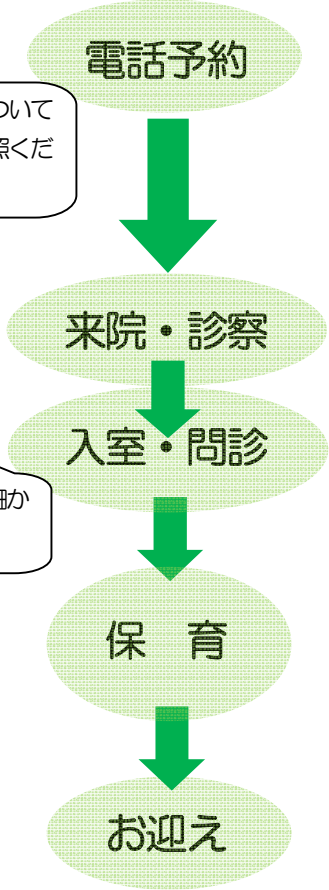 電話予約
ついて
照くだ
来院・診察
入室・問診
細か
保 育
お迎え